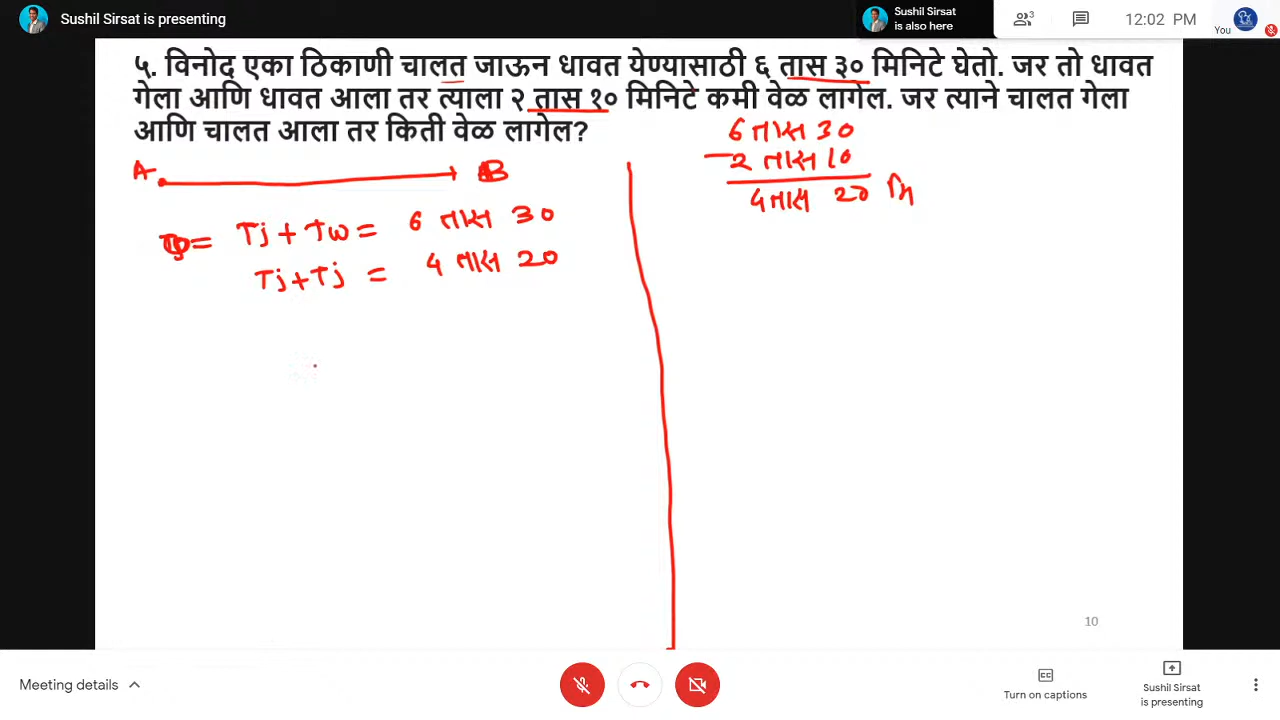 Sushil Sirsat is presenting
Sushil Sirsat
is also here
3
12:02 PM
You
५. विनोद एका ठिकाणी चालत जाऊन धावत येण्यासाठी ६ तास ३० मिनिटे घेतो. जर तो धावत
गेला आणि धावत आला तर त्याला २ तास १० मिनिटे कमी वेळ लागेल. जर त्याने चालत गेला
आणि चालत आला तर किती वेळ लागेल?
6 तास 30
- 2 तास 10
4 तास 20 मि
A B
= Tj + Tw = 6 तास 30
Tj + Tj = 4 तास 20
10
Meeting details
Turn on captions
Sushil Sirsat
is presenting